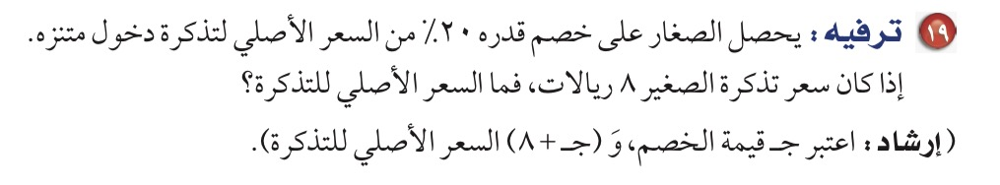 ١٩ ترفيه : يحصل الصغار على خصم قدره ٢٠٪ من السعر الأصلي لتذكرة دخول متنزه.
إذا كان سعر تذكرة الصغير ٨ ريالات، فما السعر الأصلي للتذكرة؟
(إرشاد : اعتبر جـ قيمة الخصم، وَ (جـ + ٨) السعر الأصلي للتذكرة).